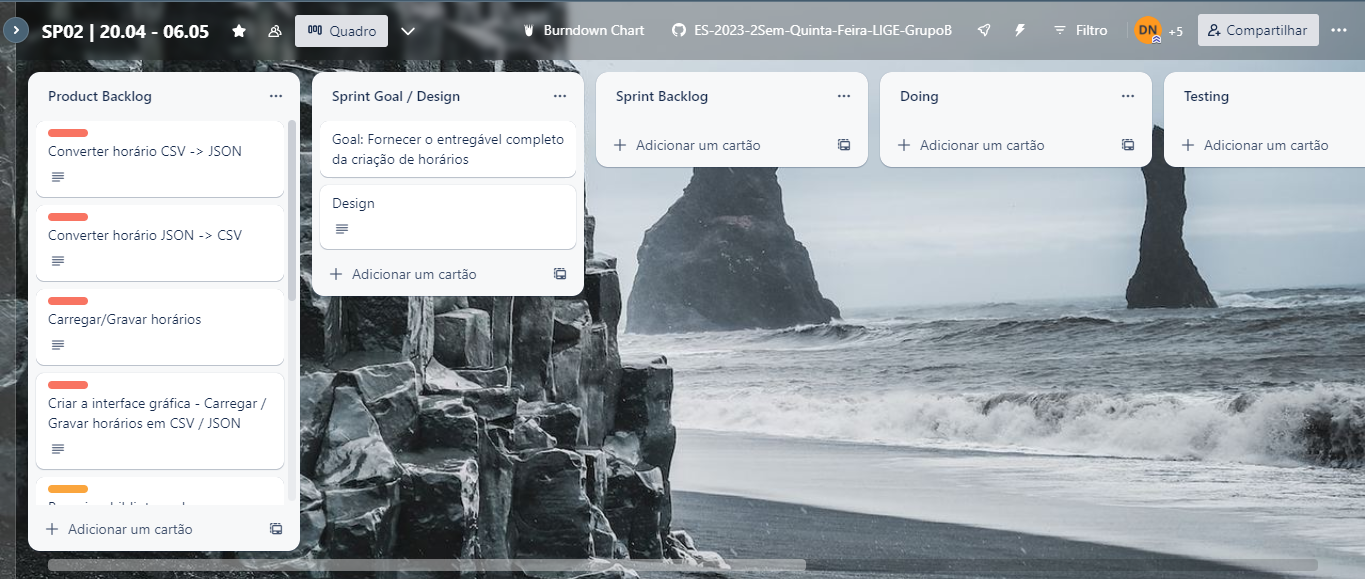 SP02 | 20.04 - 06.05
Quadro
Burndown Chart
ES-2023-2Sem-Quinta-Feira-LIGE-GrupoB
Filtro
DN
+5
Compartilhar
Product Backlog
Converter horário CSV -> JSON
Converter horário JSON -> CSV
Carregar/Gravar horários
Criar a interface gráfica - Carregar /
Gravar horários em CSV / JSON
Adicionar um cartão
Sprint Goal / Design
Goal: Fornecer o entregável completo
da criação de horários
Design
Adicionar um cartão
Sprint Backlog
Adicionar um cartão
Doing
Adicionar um cartão
Testing
Adicionar um cartão